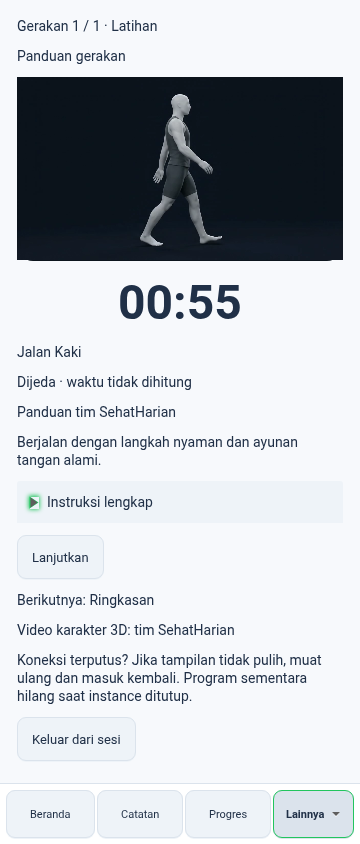 Gerakan 1 / 1 · Latihan
Panduan gerakan
00:55
Jalan Kaki
Dijeda · waktu tidak dihitung
Panduan tim SehatHarian
Berjalan dengan langkah nyaman dan ayunan
tangan alami.
Instruksi lengkap
Lanjutkan
Berikutnya: Ringkasan
Video karakter 3D: tim SehatHarian
Koneksi terputus? Jika tampilan tidak pulih, muat
ulang dan masuk kembali. Program sementara
hilang saat instance ditutup.
Keluar dari sesi
Beranda
Catatan
Progres
Lainnya